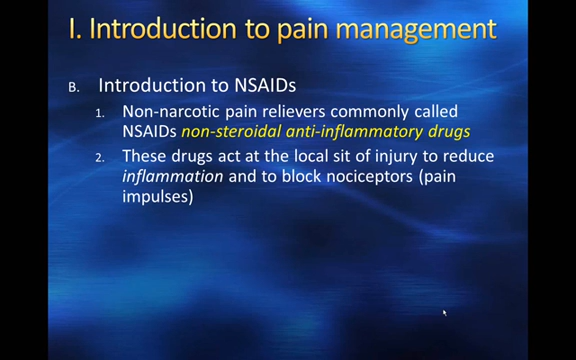 I. Introduction to pain management
B. Introduction to NSAIDs
1. Non-narcotic pain relievers commonly called
NSAIDs non-steroidal anti-inflammatory drugs
2. These drugs act at the local sit of injury to reduce
inflammation and to block nociceptors (pain
impulses)